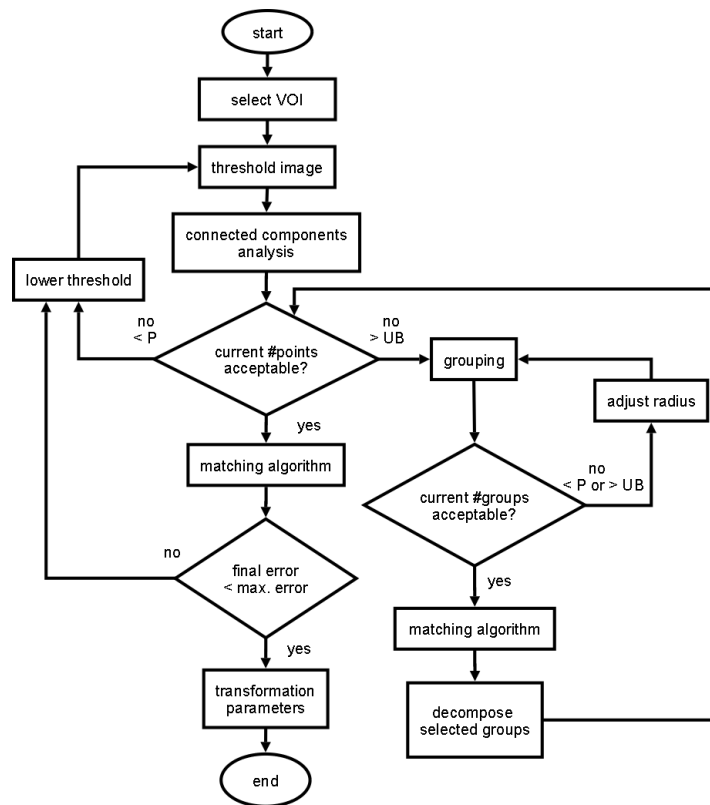 start
select VOI
threshold image
connected components
analysis
lower threshold
no
< P
current #points
acceptable?
no
> UB
grouping
adjust radius
yes
matching algorithm
current #groups
acceptable?
no
< P or > UB
no
final error
< max. error
yes
matching algorithm
yes
transformation
parameters
decompose
selected groups
end